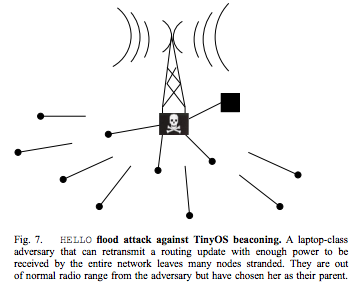 Fig. 7. HELLO flood attack against TinyOS beaconing. A laptop-class
adversary that can retransmit a routing update with enough power to be
received by the entire network leaves many nodes stranded. They are out
of normal radio range from the adversary but have chosen her as their parent.